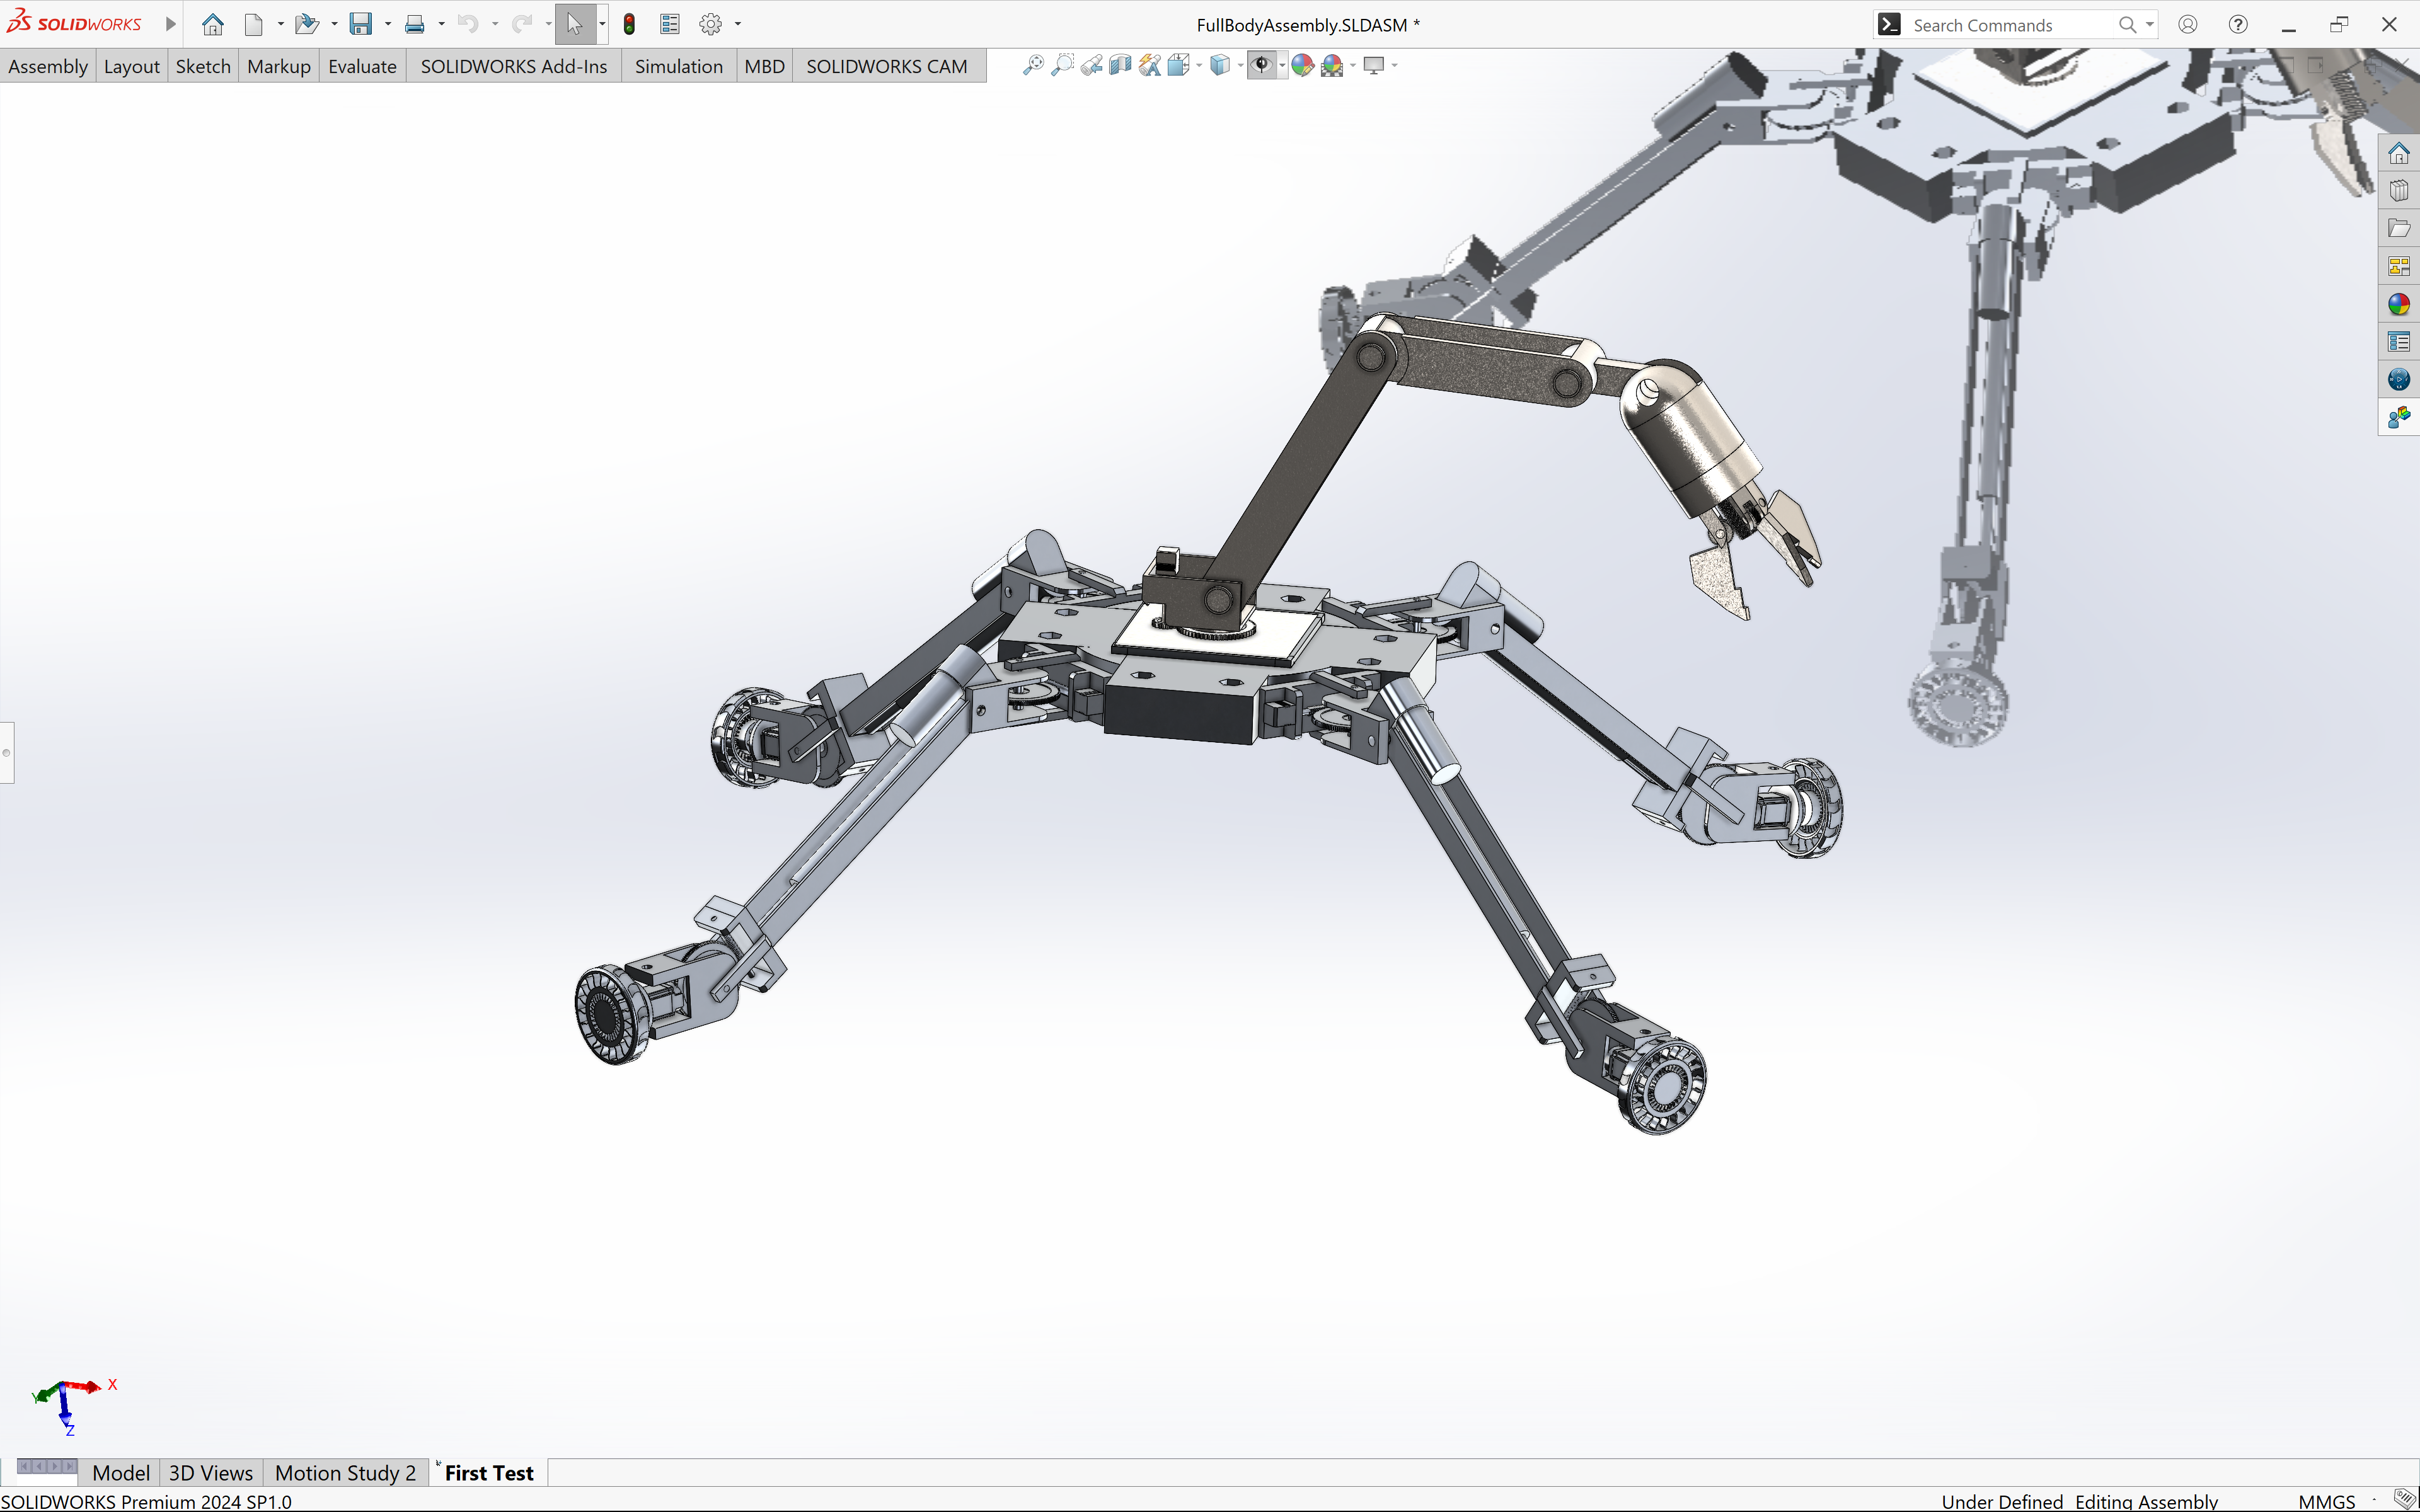 SOLIDWORKS
FullBodyAssembly.SLDASM *
Search Commands
Assembly Layout Sketch Markup Evaluate SOLIDWORKS Add-Ins Simulation MBD SOLIDWORKS CAM
X
Y
Z
Model 3D Views Motion Study 2 First Test
SOLIDWORKS Premium 2024 SP1.0
Under Defined Editing Assembly MMGS